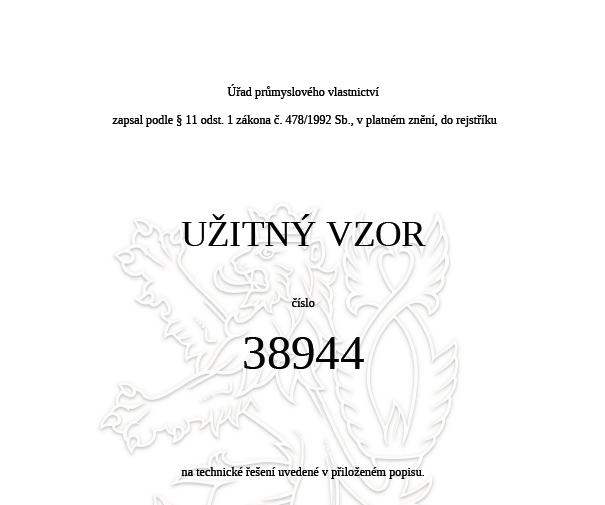 Úřad průmyslového vlastnictví
zapsal podle § 11 odst. 1 zákona č. 478/1992 Sb., v platném znění, do rejstříku
UŽITNÝ VZOR
číslo
38944
na technické řešení uvedené v přiloženém popisu.